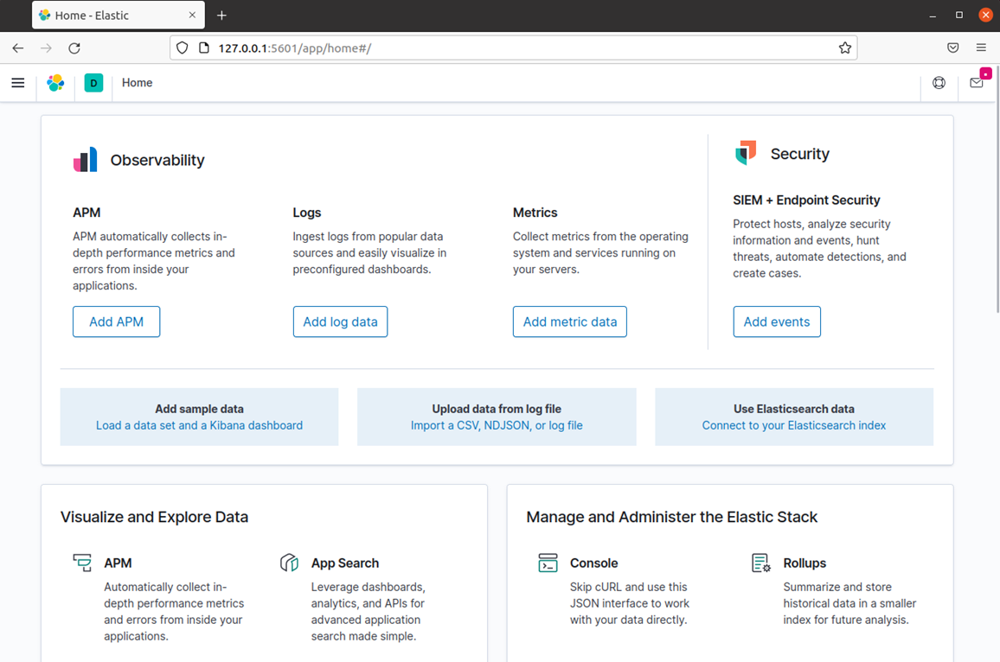 Home - Elastic
127.0.0.1:5601/app/home#/
D
Home
Observability
APM
APM automatically collects in-
depth performance metrics and
errors from inside your
applications.
Add APM
Logs
Ingest logs from popular data
sources and easily visualize in
preconfigured dashboards.
Add log data
Metrics
Collect metrics from the operating
system and services running on
your servers.
Add metric data
Security
SIEM + Endpoint Security
Protect hosts, analyze security
information and events, hunt
threats, automate detections, and
create cases.
Add events
Add sample data
Load a data set and a Kibana dashboard
Upload data from log file
Import a CSV, NDJSON, or log file
Use Elasticsearch data
Connect to your Elasticsearch index
Visualize and Explore Data
APM
Automatically collect in-
depth performance metrics
and errors from inside your
applications.
App Search
Leverage dashboards,
analytics, and APIs for
advanced application
search made simple.
Manage and Administer the Elastic Stack
Console
Skip cURL and use this
JSON interface to work
with your data directly.
Rollups
Summarize and store
historical data in a smaller
index for future analysis.